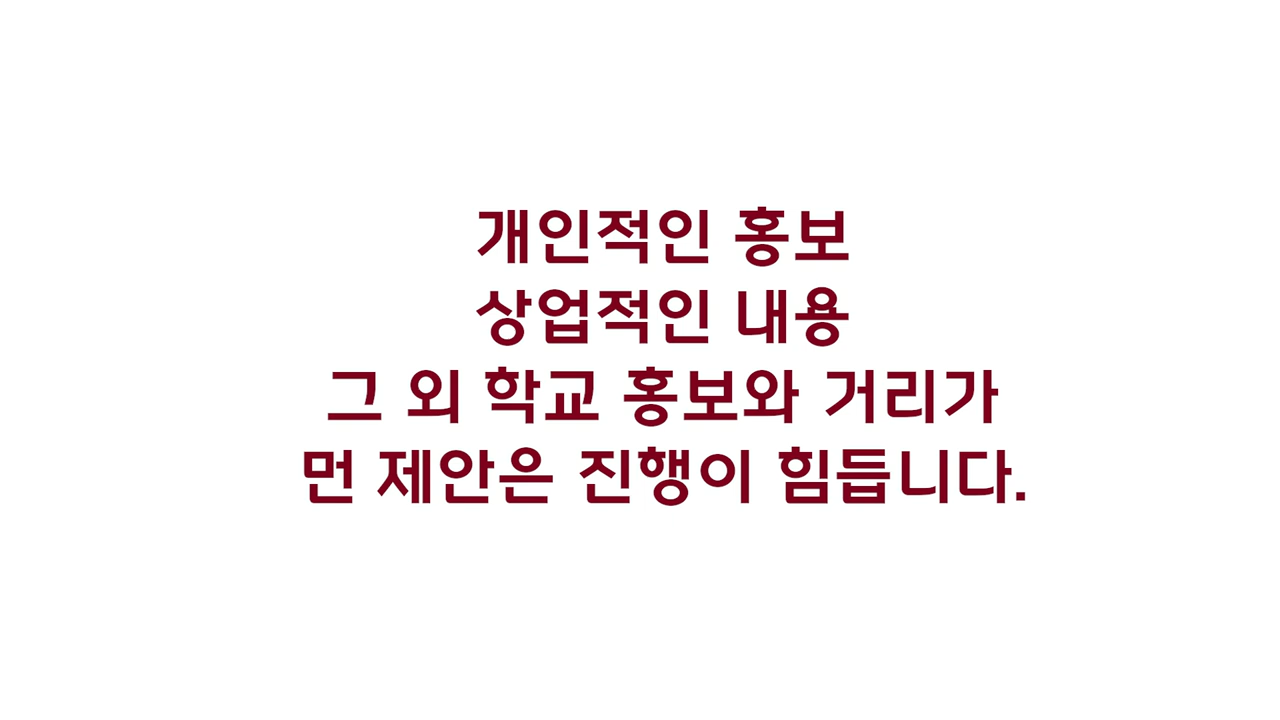 개인적인 홍보
상업적인 내용
그 외 학교 홍보와 거리가
먼 제안은 진행이 힘듭니다.